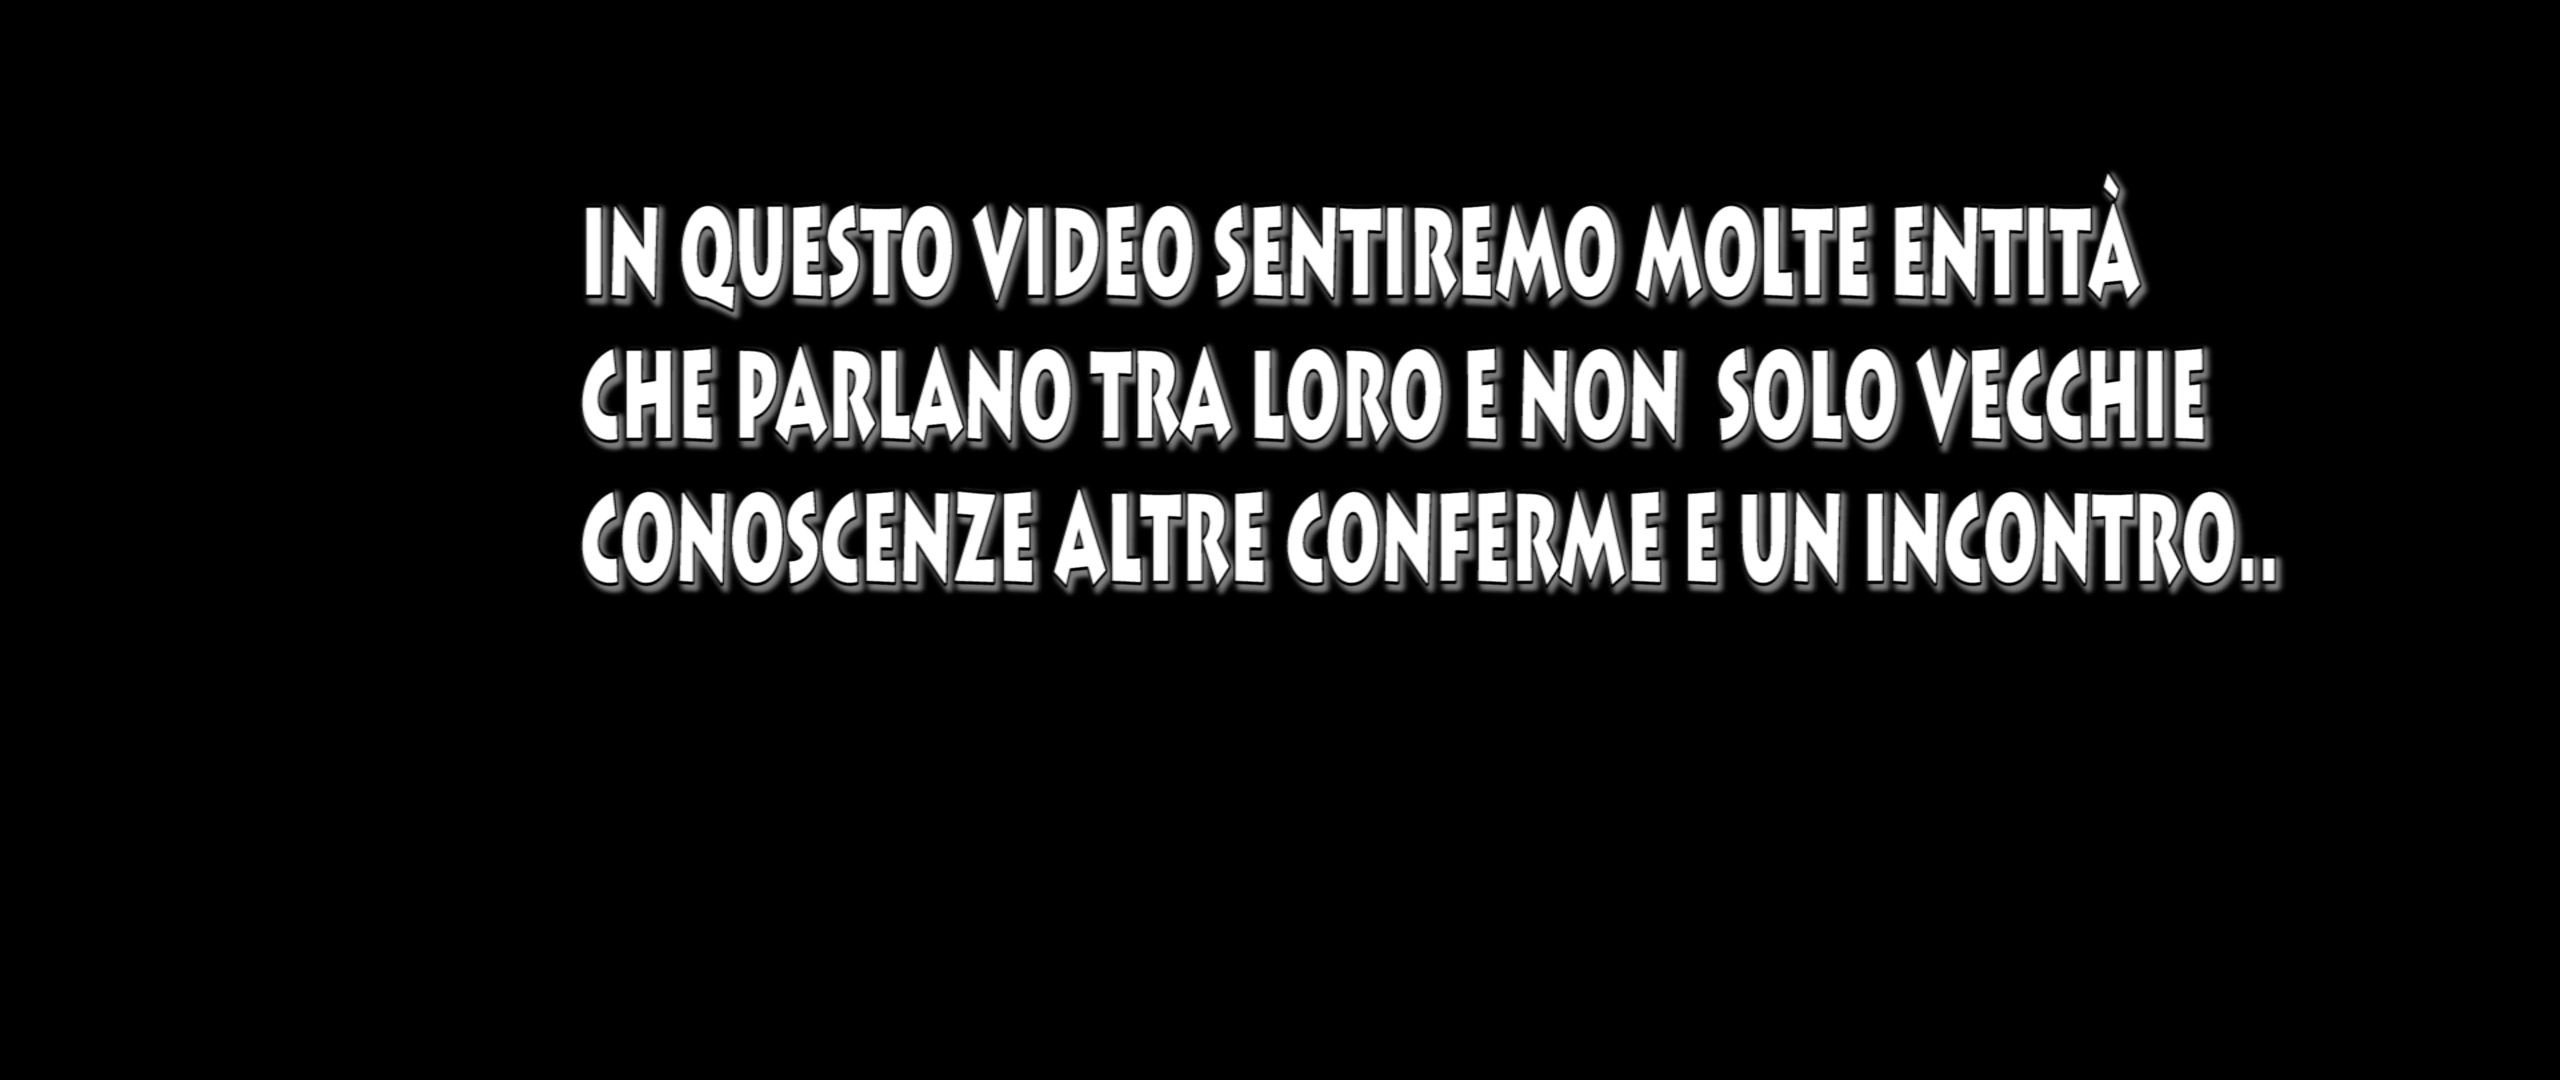 IN QUESTO VIDEO SENTIREMO MOLTE ENTITÀ
CHE PARLANO TRA LORO E NON  SOLO VECCHIE
CONOSCENZE ALTRE CONFERME E UN INCONTRO..